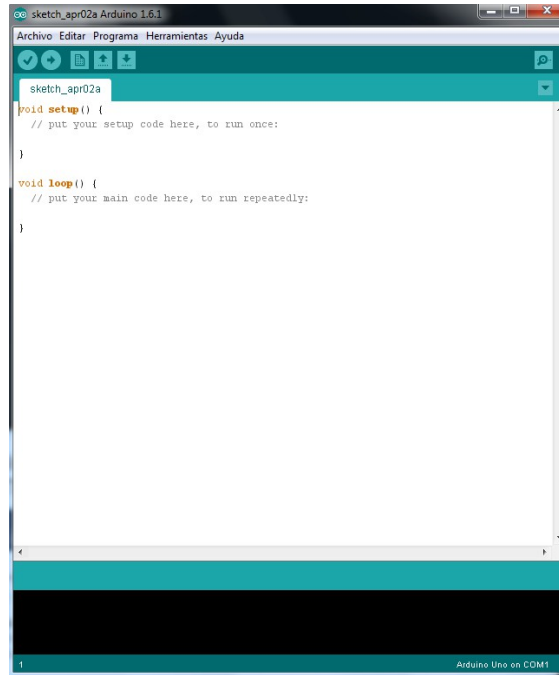 sketch_apr02a Arduino 1.6.1
Archivo Editar Programa Herramientas Ayuda
sketch_apr02a
void setup() {
// put your setup code here, to run once:
}
void loop() {
// put your main code here, to run repeatedly:
}
1 Arduino Uno on COM1